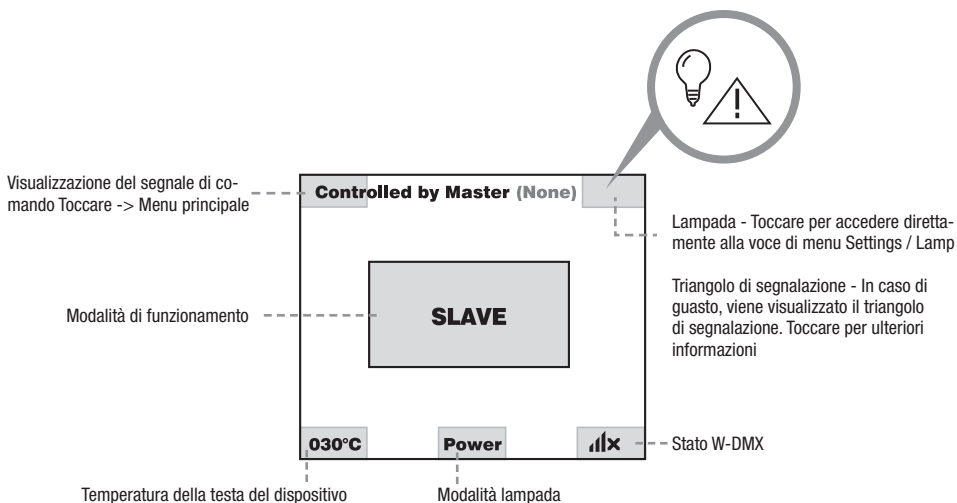 Visualizzazione del segnale di co-
mando Toccare -> Menu principale
Controlled by Master (None)
Lampada - Toccare per accedere diretta-
mente alla voce di menu Settings / Lamp
Triangolo di segnalazione - In caso di
guasto, viene visualizzato il triangolo
di segnalazione. Toccare per ulteriori
informazioni
Modalità di funzionamento
SLAVE
030°C
Power
Stato W-DMX
Temperatura della testa del dispositivo
Modalità lampada